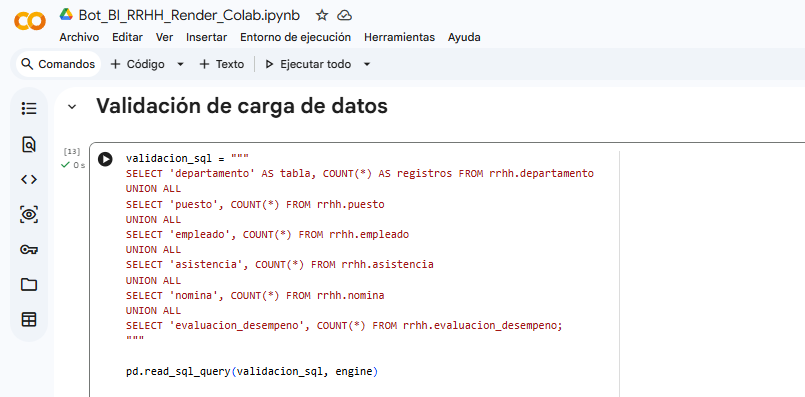 Bot_BI_RRHH_Render_Colab.ipynb
Archivo Editar Ver Insertar Entorno de ejecución Herramientas Ayuda
Comandos + Código + Texto Ejecutar todo
Validación de carga de datos
[13]
0 s
validacion_sql = """
SELECT 'departamento' AS tabla, COUNT(*) AS registros FROM rrhh.departamento
UNION ALL
SELECT 'puesto', COUNT(*) FROM rrhh.puesto
UNION ALL
SELECT 'empleado', COUNT(*) FROM rrhh.empleado
UNION ALL
SELECT 'asistencia', COUNT(*) FROM rrhh.asistencia
UNION ALL
SELECT 'nomina', COUNT(*) FROM rrhh.nomina
UNION ALL
SELECT 'evaluacion_desempeno', COUNT(*) FROM rrhh.evaluacion_desempeno;
"""
pd.read_sql_query(validacion_sql, engine)